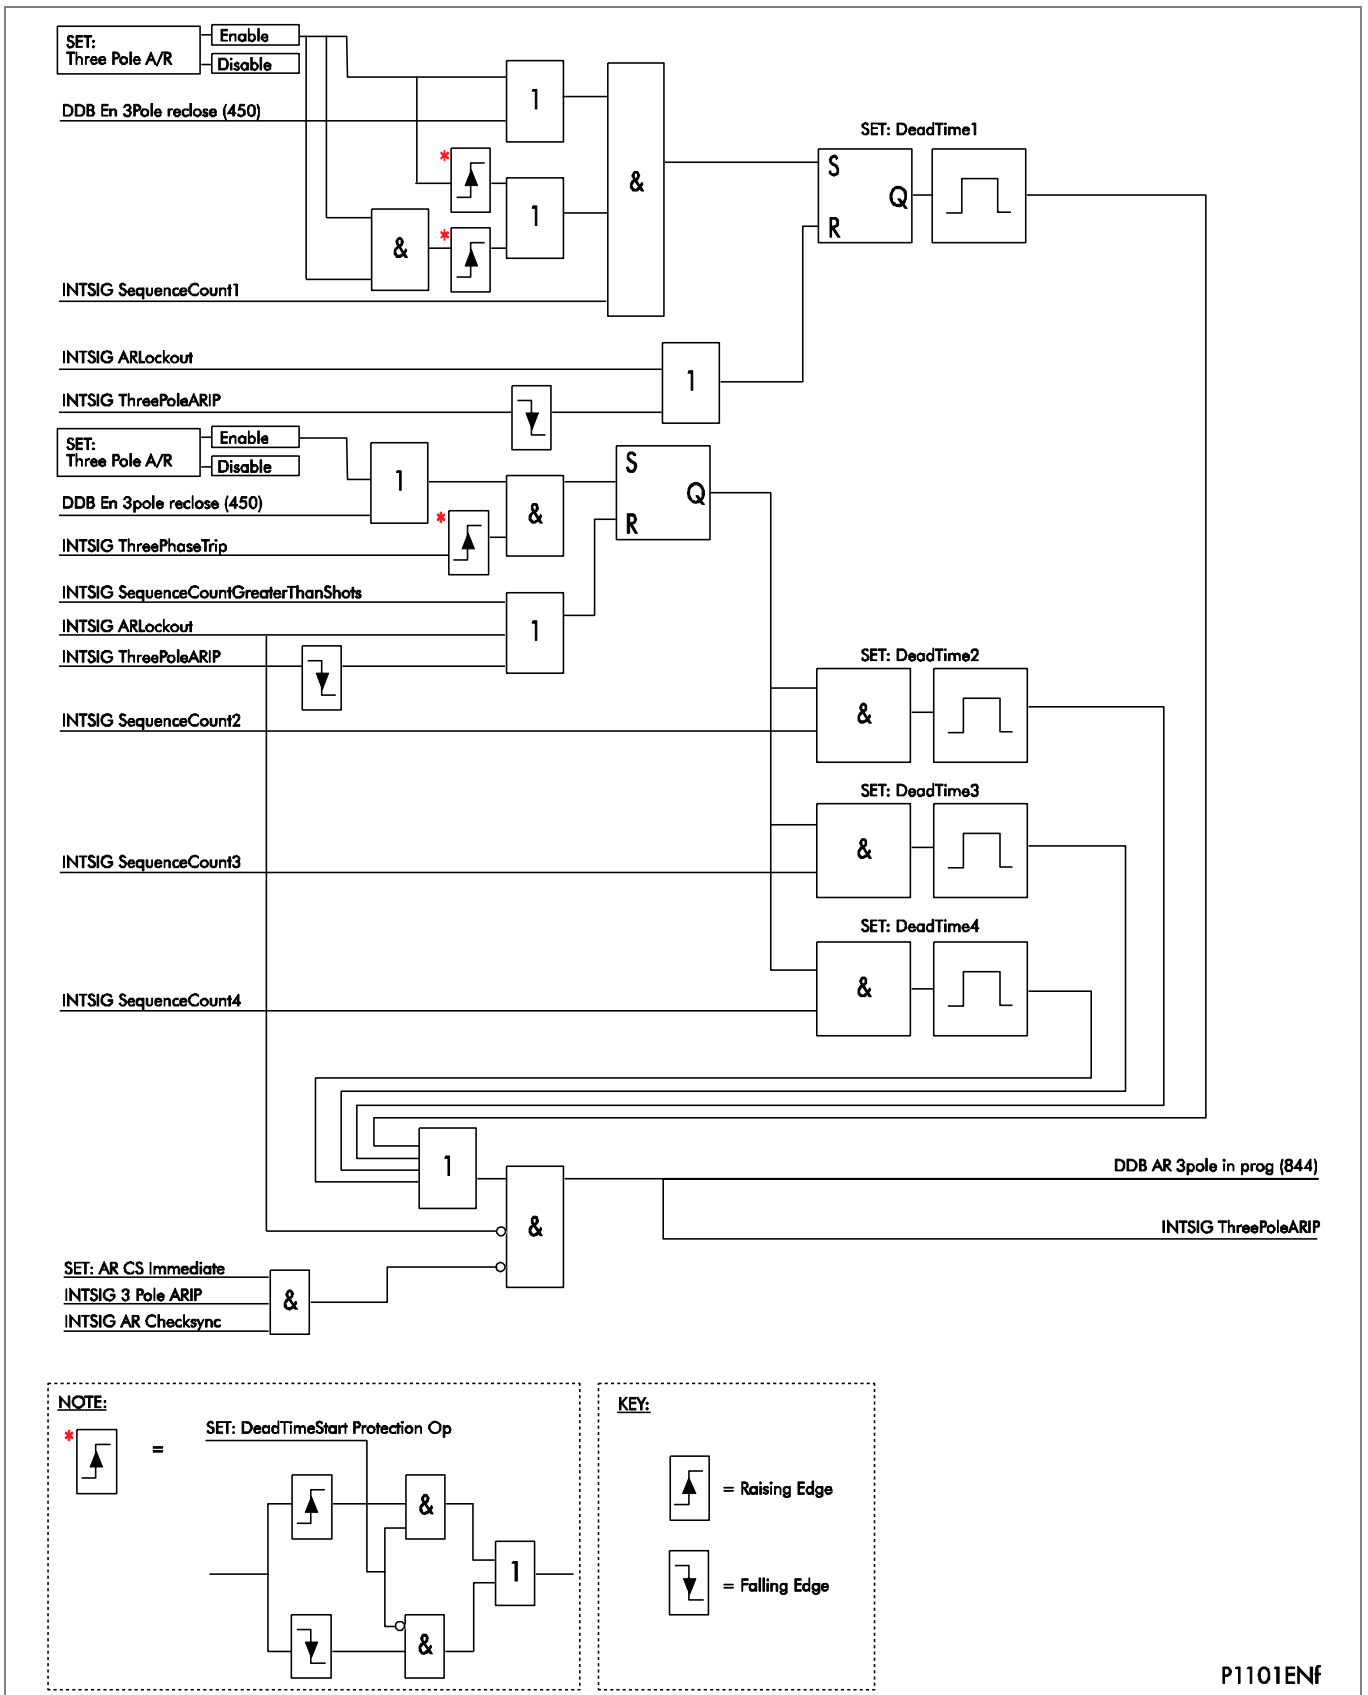 SET:
Three Pole A/R
Enable
Disable
DDB En 3Pole reclose (450)
1
*
1
*
&
&
INTSIG SequenceCount1
SET: DeadTime1
S
Q
R
INTSIG ARLockout
1
INTSIG ThreePoleARIP
SET:
Three Pole A/R
Enable
Disable
1
DDB En 3pole reclose (450)
*
&
S
Q
R
INTSIG ThreePhaseTrip
INTSIG SequenceCountGreaterThanShots
INTSIG ARLockout
1
INTSIG ThreePoleARIP
SET: DeadTime2
&
INTSIG SequenceCount2
SET: DeadTime3
&
INTSIG SequenceCount3
SET: DeadTime4
&
INTSIG SequenceCount4
1
DDB AR 3pole in prog (844)
&
INTSIG ThreePoleARIP
SET: AR CS Immediate
INTSIG 3 Pole ARIP
&
INTSIG AR Checksync
NOTE:
*
=
SET: DeadTimeStart Protection Op
&
1
&
KEY:
= Raising Edge
= Falling Edge
P1101ENf